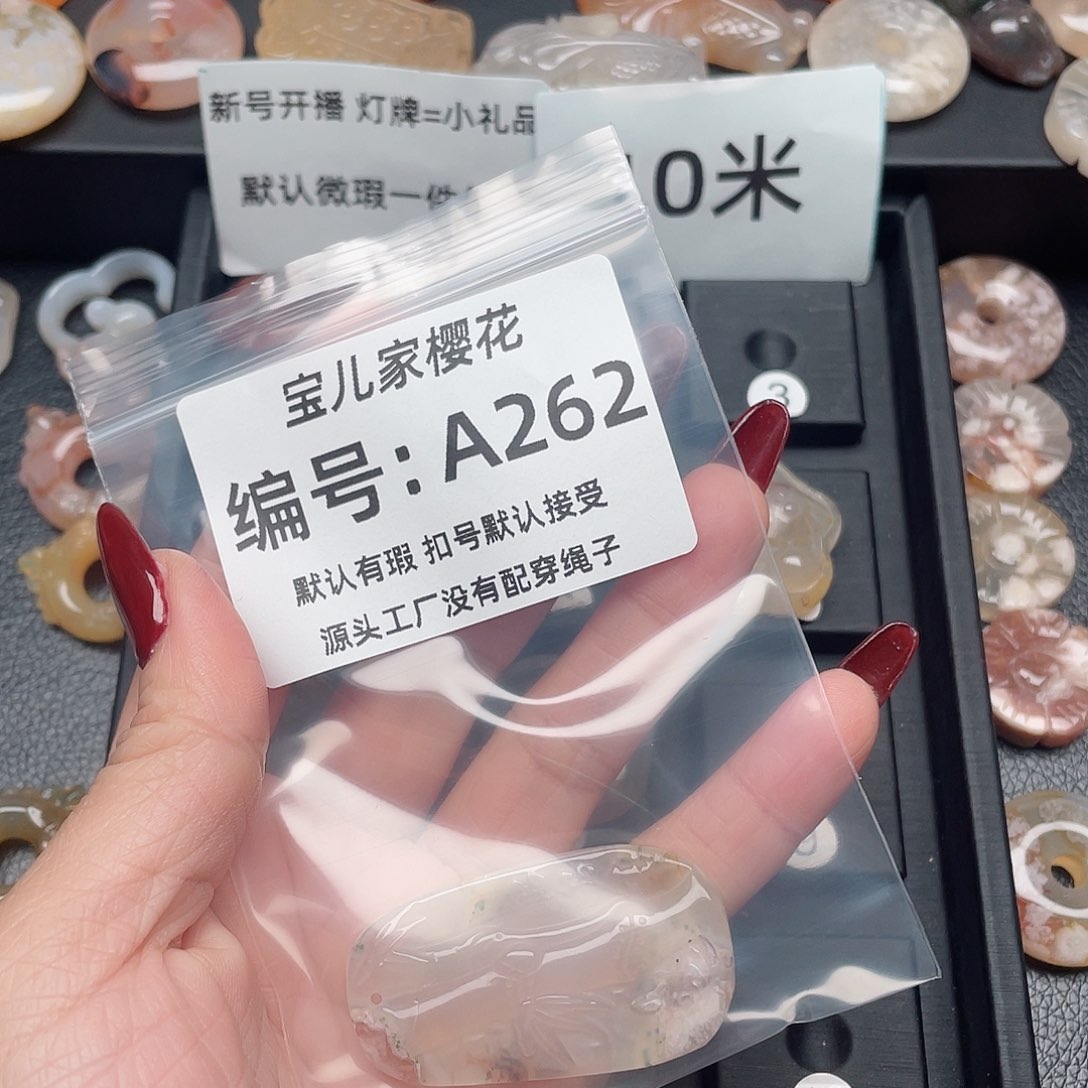 新号开播 灯牌=小礼品
默认微瑕一件
10米
宝儿家樱花
编号：A262
默认有瑕 扣号默认接受
源头工厂没有配穿绳子
3